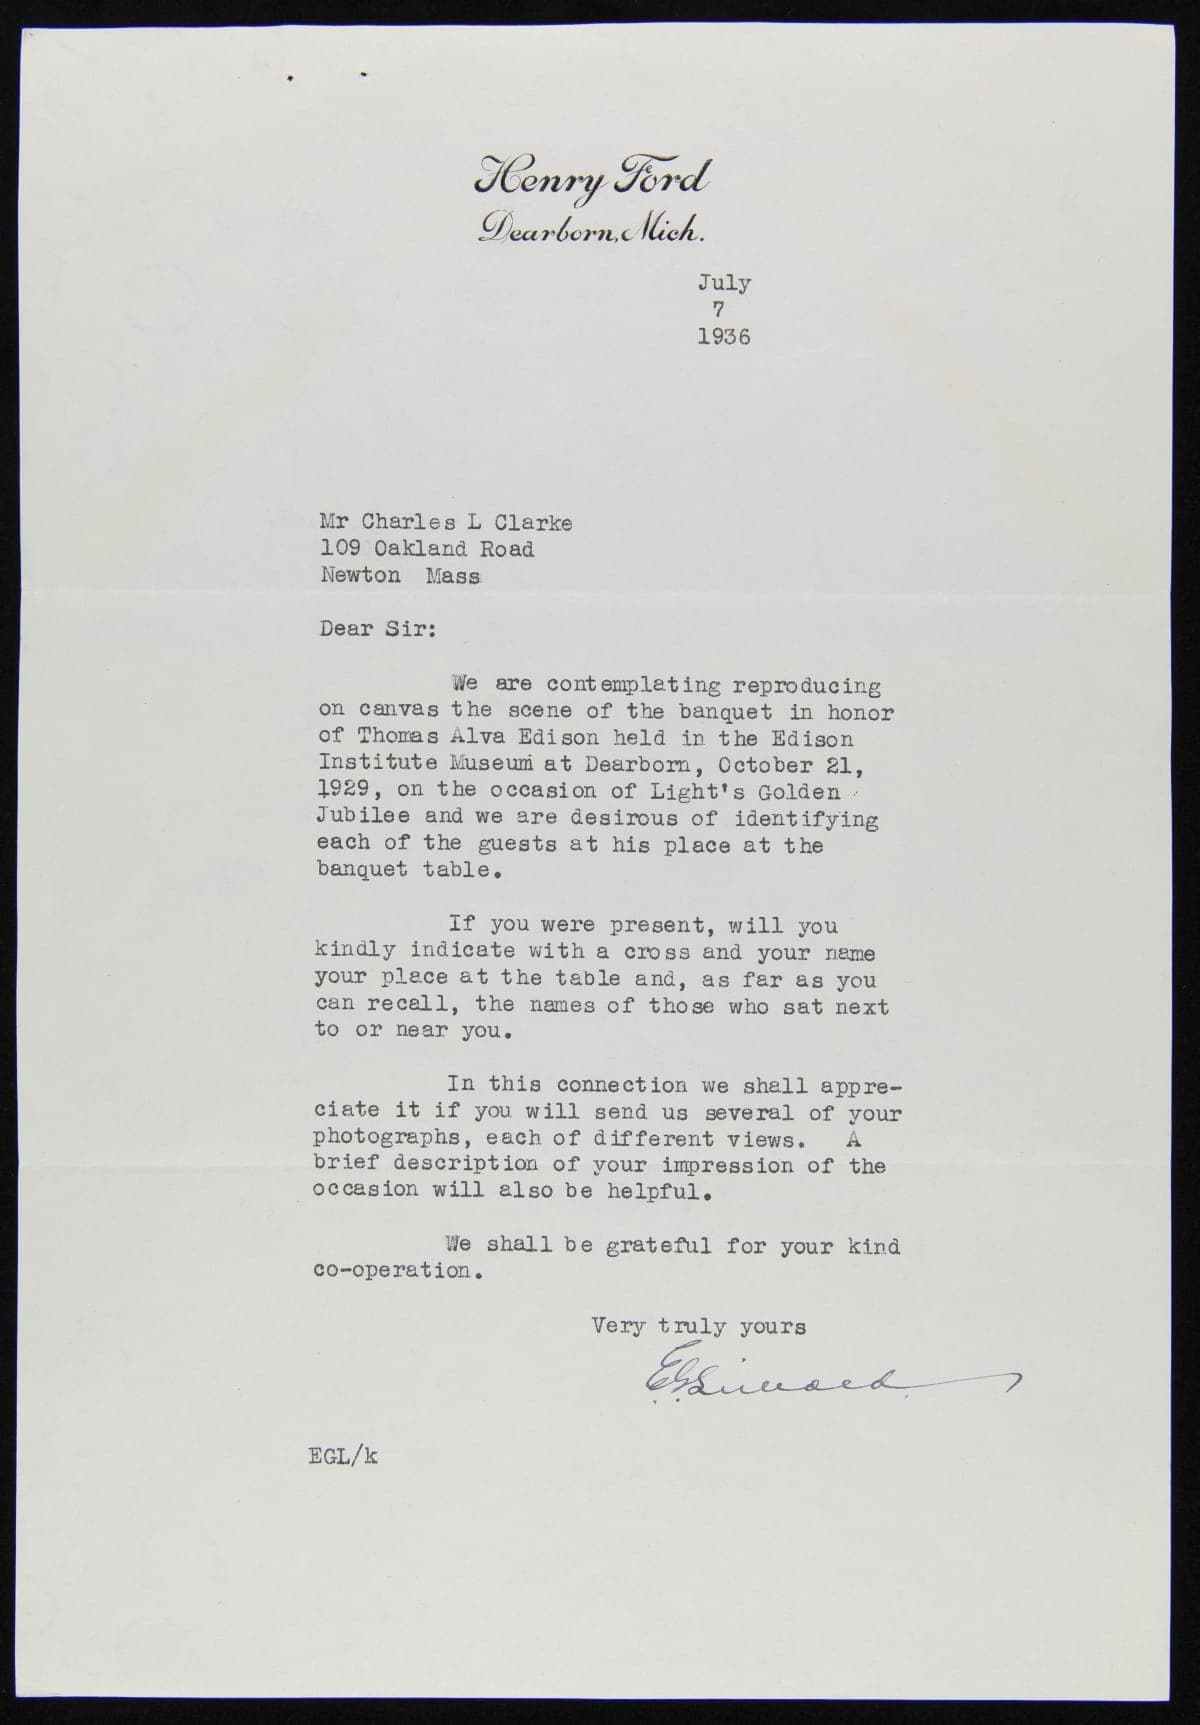 Henry Ford
Dearborn, Mich.
July
7
1936
Mr Charles L Clarke
109 Oakland Road
Newton Mass
Dear Sir:
We are contemplating reproducing
on canvas the scene of the banquet in honor
of Thomas Alva Edison held in the Edison
Institute Museum at Dearborn, October 21,
1929, on the occasion of Light's Golden
Jubilee and we are desirous of identifying
each of the guests at his place at the
banquet table.
If you were present, will you
kindly indicate with a cross and your name
your place at the table and, as far as you
can recall, the names of those who sat next
to or near you.
In this connection we shall appre-
ciate it if you will send us several of your
photographs, each of different views. A
brief description of your impression of the
occasion will also be helpful.
We shall be grateful for your kind
co-operation.
Very truly yours
EGL/k